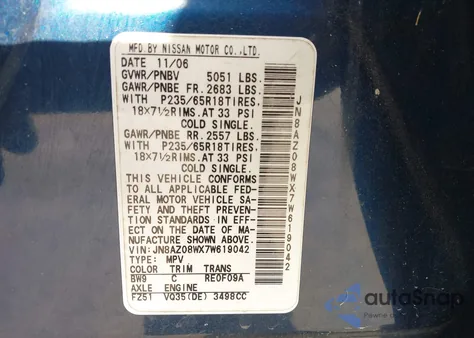 MFD.BY NISSAN MOTOR CO.,LTD.
DATE 11/06
GVWR/PNBV 5051 LBS.
GAWR/PNBE FR. 2683 LBS.
WITH P235/65R18TIRES.
18×7½RIMS. AT 33 PSI
COLD SINGLE.
GAWR/PNBE RR. 2557 LBS.
WITH P235/65R18TIRES.
18×7½RIMS. AT 33 PSI
COLD SINGLE.
THIS VEHICLE CONFORMS
TO ALL APPLICABLE FED-
ERAL MOTOR VEHICLE SA-
FETY AND THEFT PREVEN-
TION STANDARDS IN EFF-
ECT ON THE DATE OF MA-
NUFACTURE SHOWN ABOVE.
VIN:JN8AZ08WX7W619042
TYPE: MPV
COLOR TRIM TRANS
BW9 C RE0F09A
AXLE ENGINE
FZ51 VQ35(DE) 3498CC
JN8AZ08WX7W619042
autoSnap